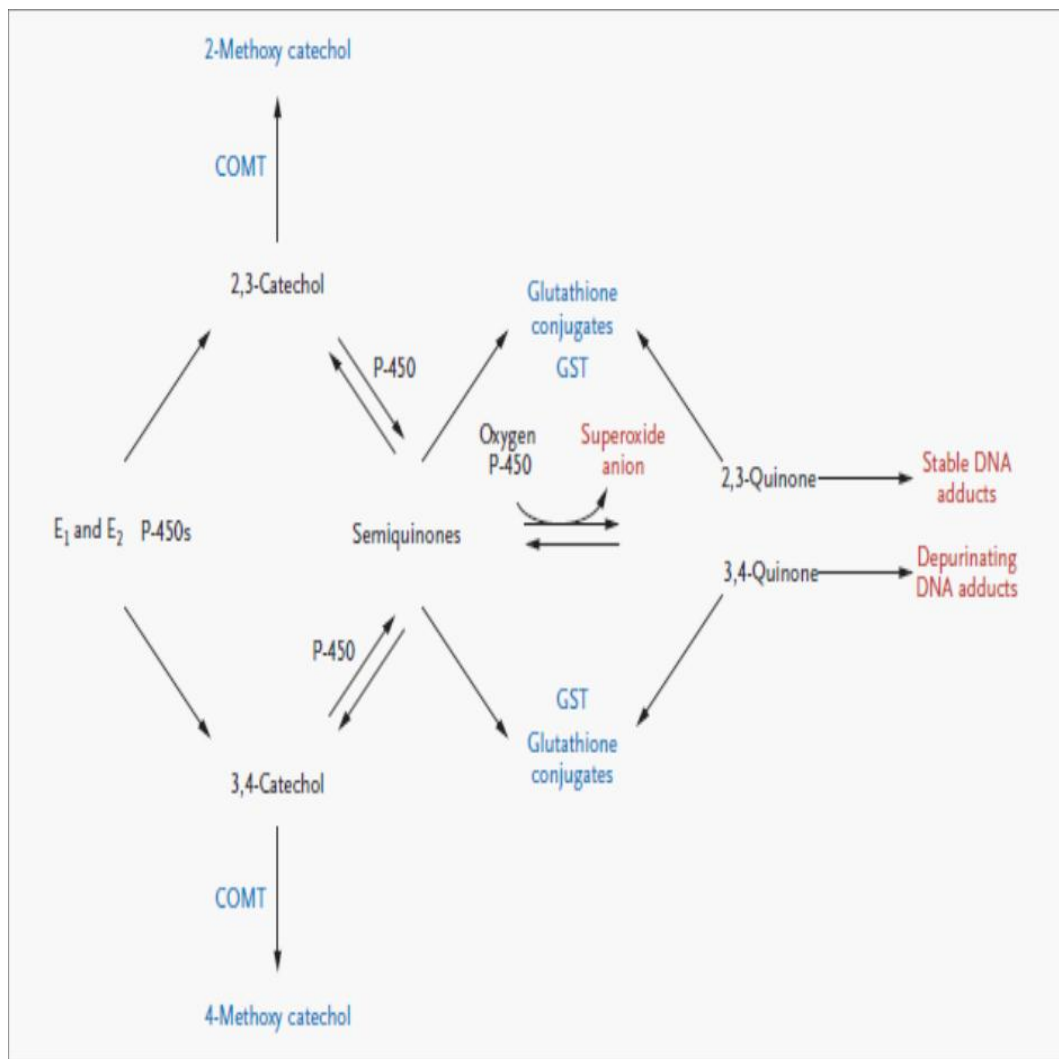 2-Methoxy catechol
COMT
2,3-Catechol
Glutathione
conjugates
GST
P-450
Oxygen
P-450
Superoxide
anion
2,3-Quinone
Stable DNA
adducts
E₁ and E₂ P-450s
Semiquinones
3,4-Quinone
Depurinating
DNA adducts
P-450
GST
Glutathione
conjugates
3,4-Catechol
COMT
4-Methoxy catechol